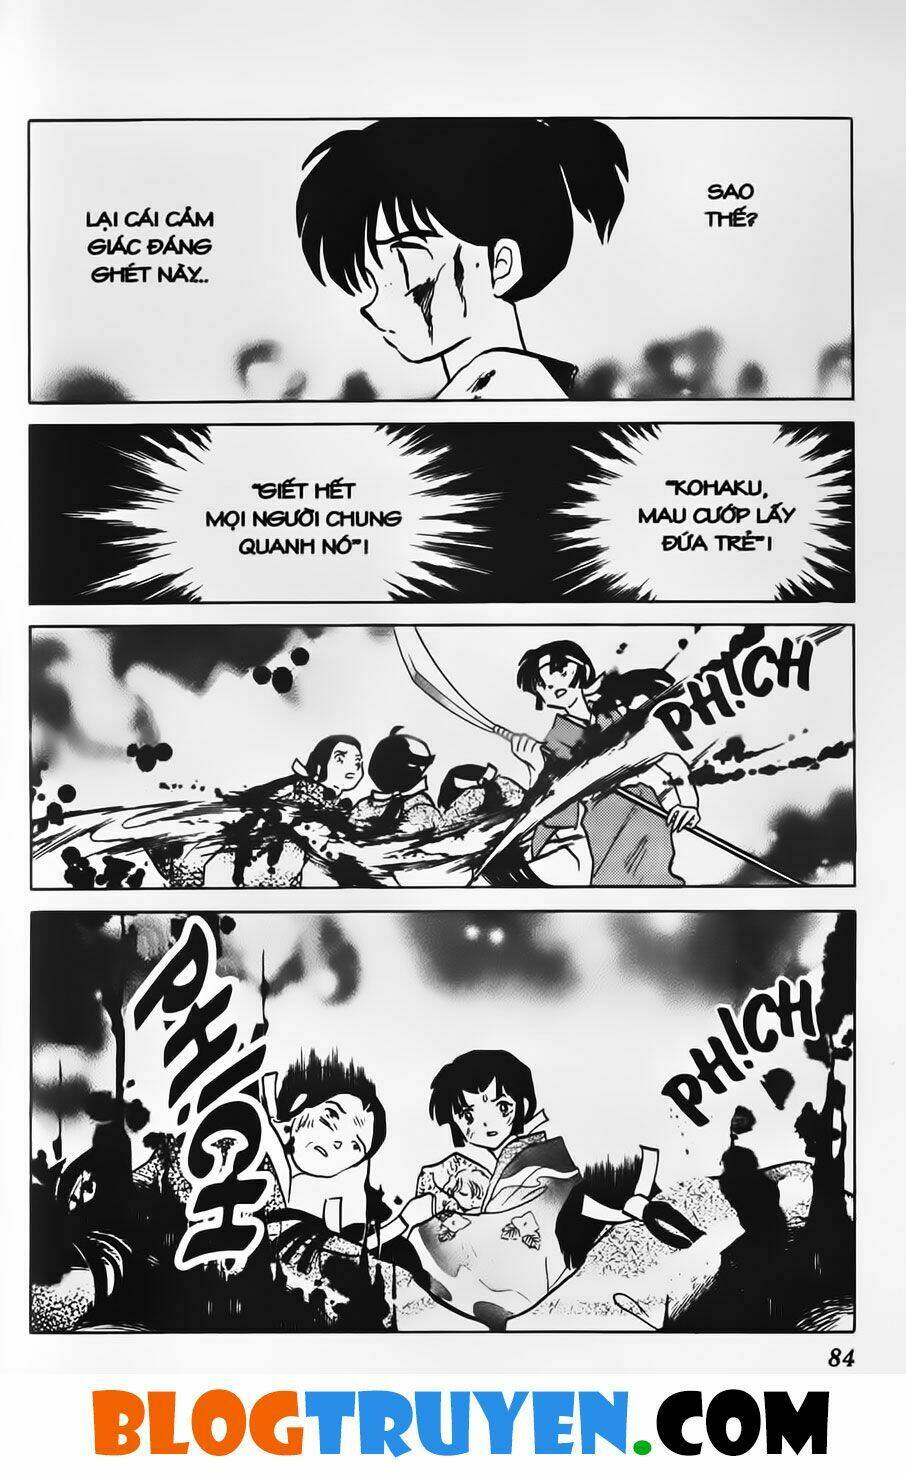 SAO
THẾ?
LẠI CÁI CẢM
GIÁC ĐÁNG
GHÉT NÀY...
"KOHAKU,
MAU CƯỚP LẤY
ĐỨA TRẺ"!
"GIẾT HẾT
MỌI NGƯỜI CHUNG
QUANH NÓ"!
PHỊCH
PHỊCH
PHỊCH
84
BLOGTRUYEN.COM